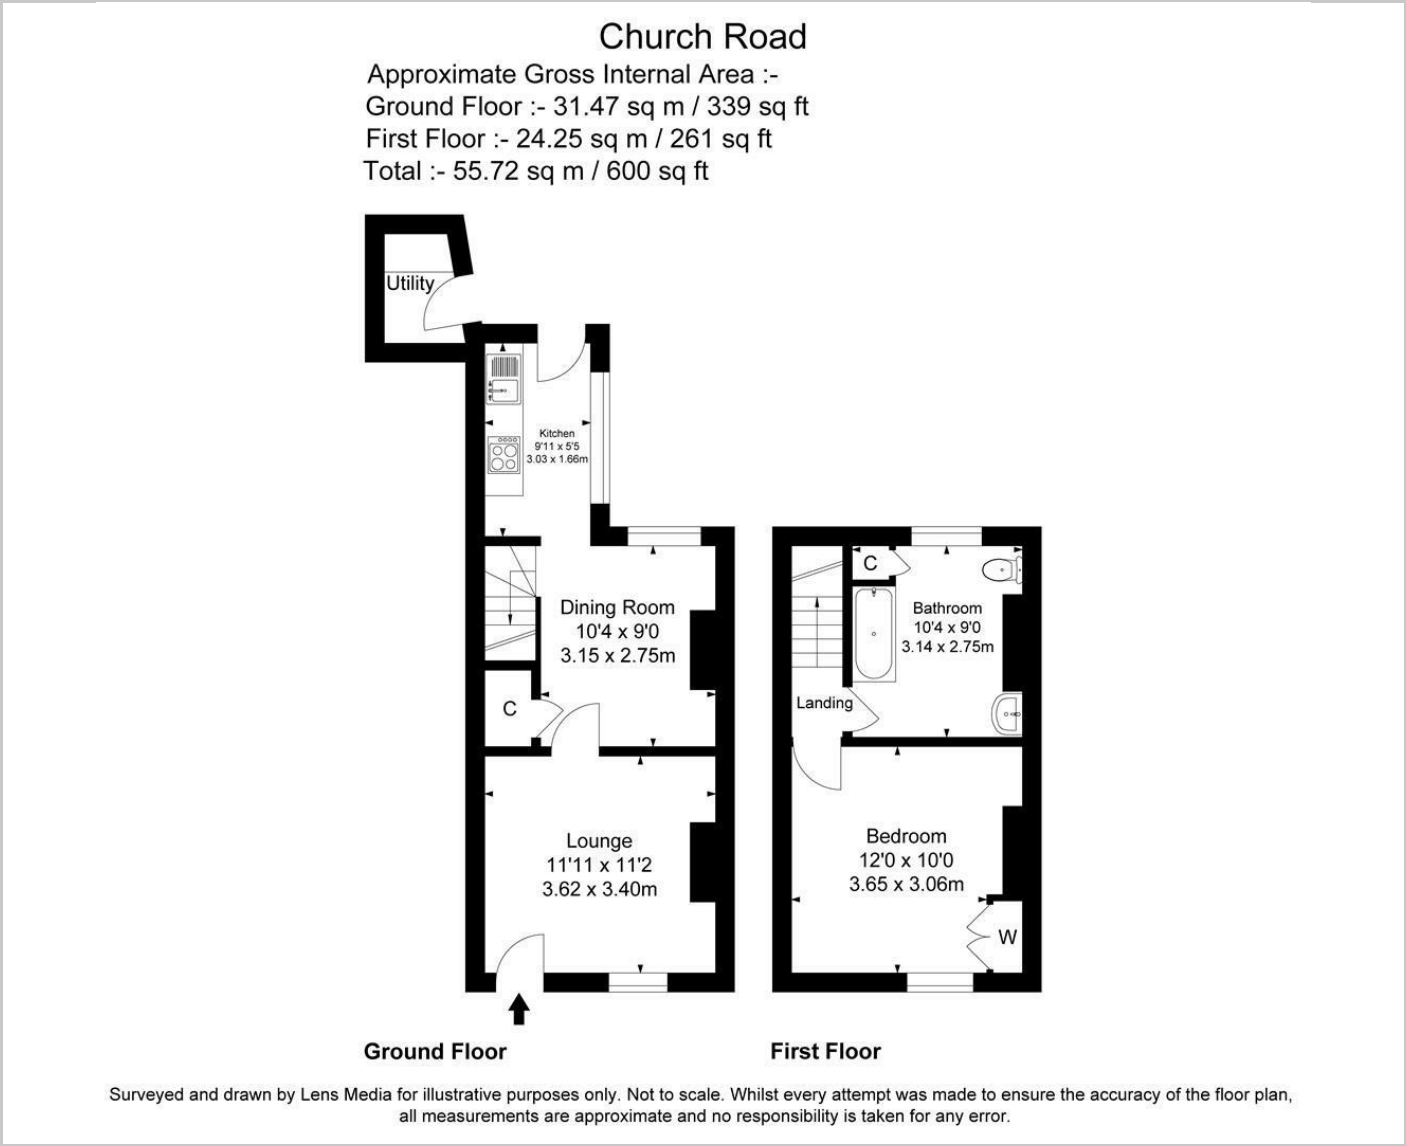 Church Road
Approximate Gross Internal Area :-
Ground Floor :- 31.47 sq m / 339 sq ft
First Floor :- 24.25 sq m / 261 sq ft
Total :- 55.72 sq m / 600 sq ft
Utility
Kitchen
9'11 x 5'5
3.03 x 1.66m
Dining Room
10'4 x 9'0
3.15 x 2.75m
C
Lounge
11'11 x 11'2
3.62 x 3.40m
Ground Floor
C
Bathroom
10'4 x 9'0
3.14 x 2.75m
Landing
Bedroom
12'0 x 10'0
3.65 x 3.06m
W
First Floor
Surveyed and drawn by Lens Media for illustrative purposes only. Not to scale. Whilst every attempt was made to ensure the accuracy of the floor plan,
all measurements are approximate and no responsibility is taken for any error.